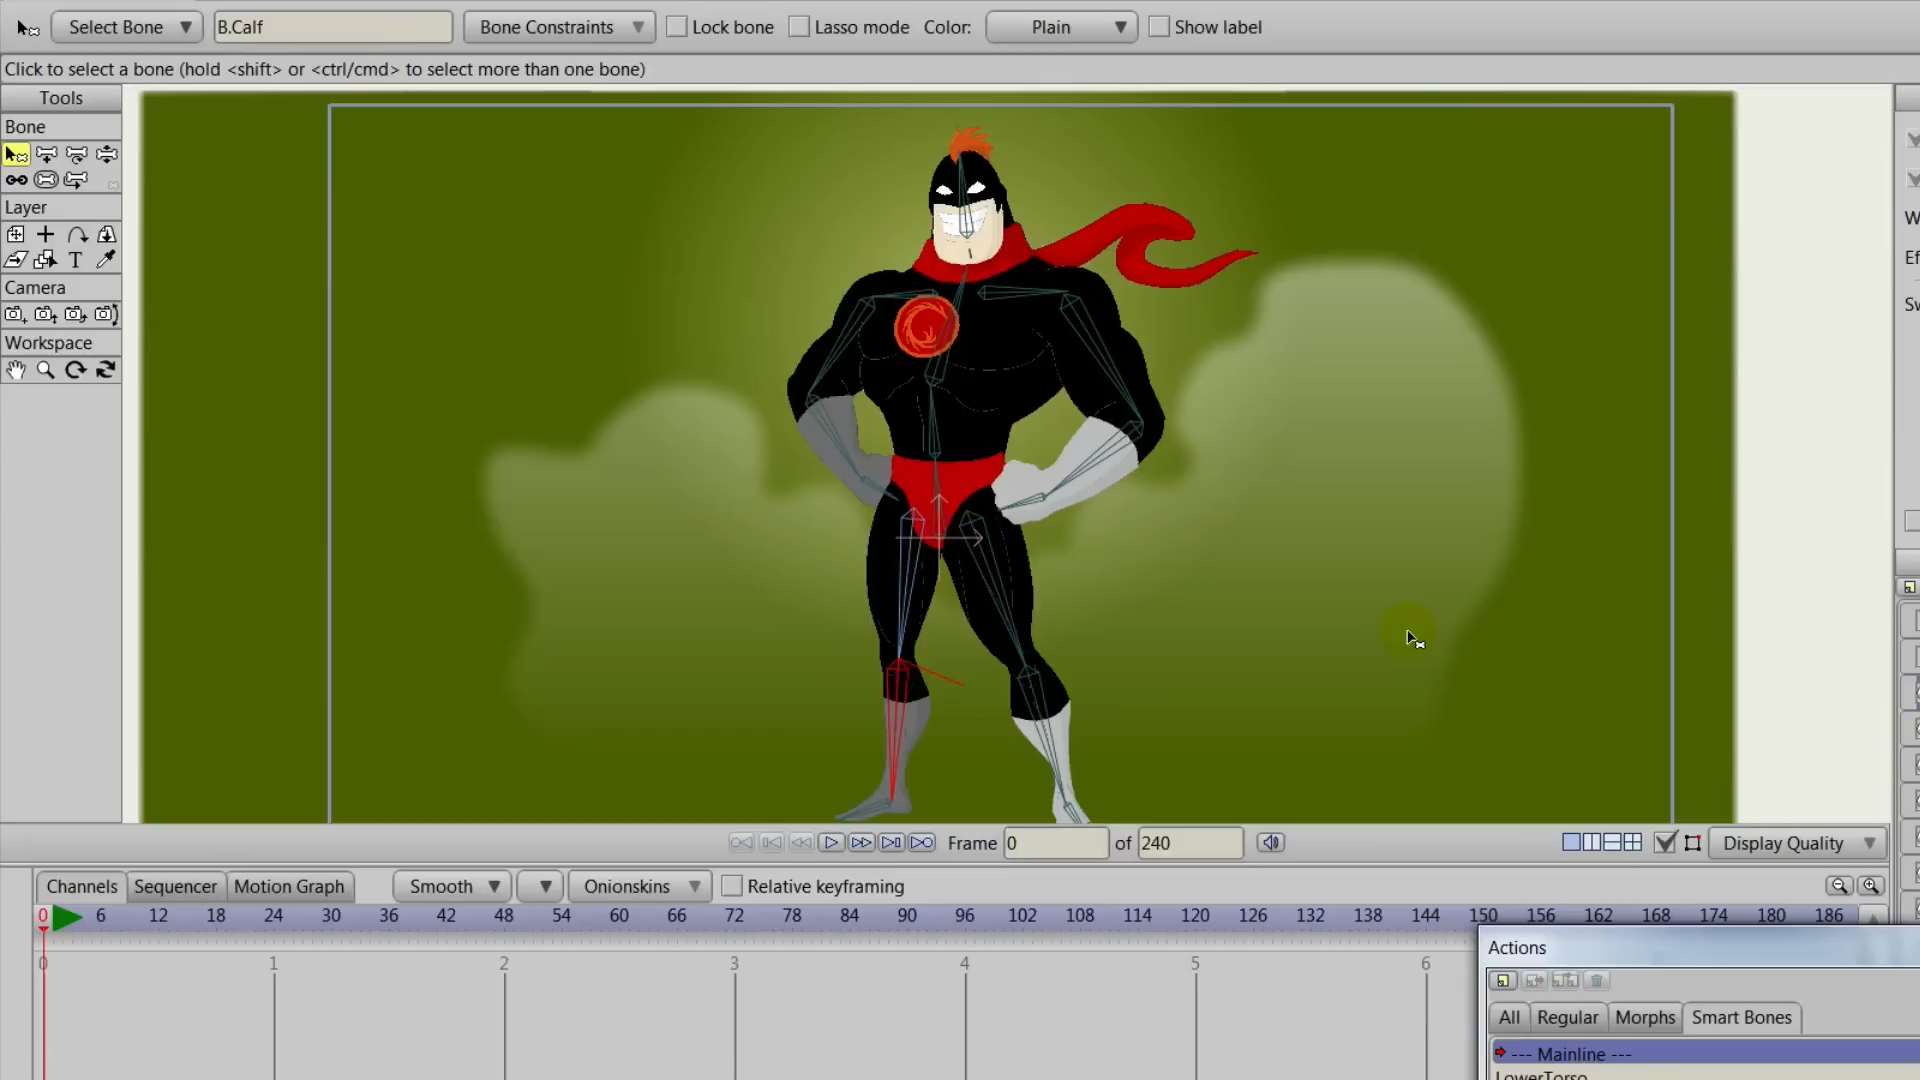 Select Bone B.Calf Bone Constraints Lock bone Lasso mode Color: Plain Show label
Click to select a bone (hold <shift> or <ctrl/cmd> to select more than one bone)
Tools
Bone
Layer
T
Camera
Workspace
Frame 0 of 240 Display Quality
Channels Sequencer Motion Graph Smooth Onionskins Relative keyframing
0 6 12 18 24 30 36 42 48 54 60 66 72 78 84 90 96 102 108 114 120 126 132 138 144 150 156 162 168 174 180 186
0 1 2 3 4 5 6
Actions
All Regular Morphs Smart Bones
--- Mainline ---
LowerTorso